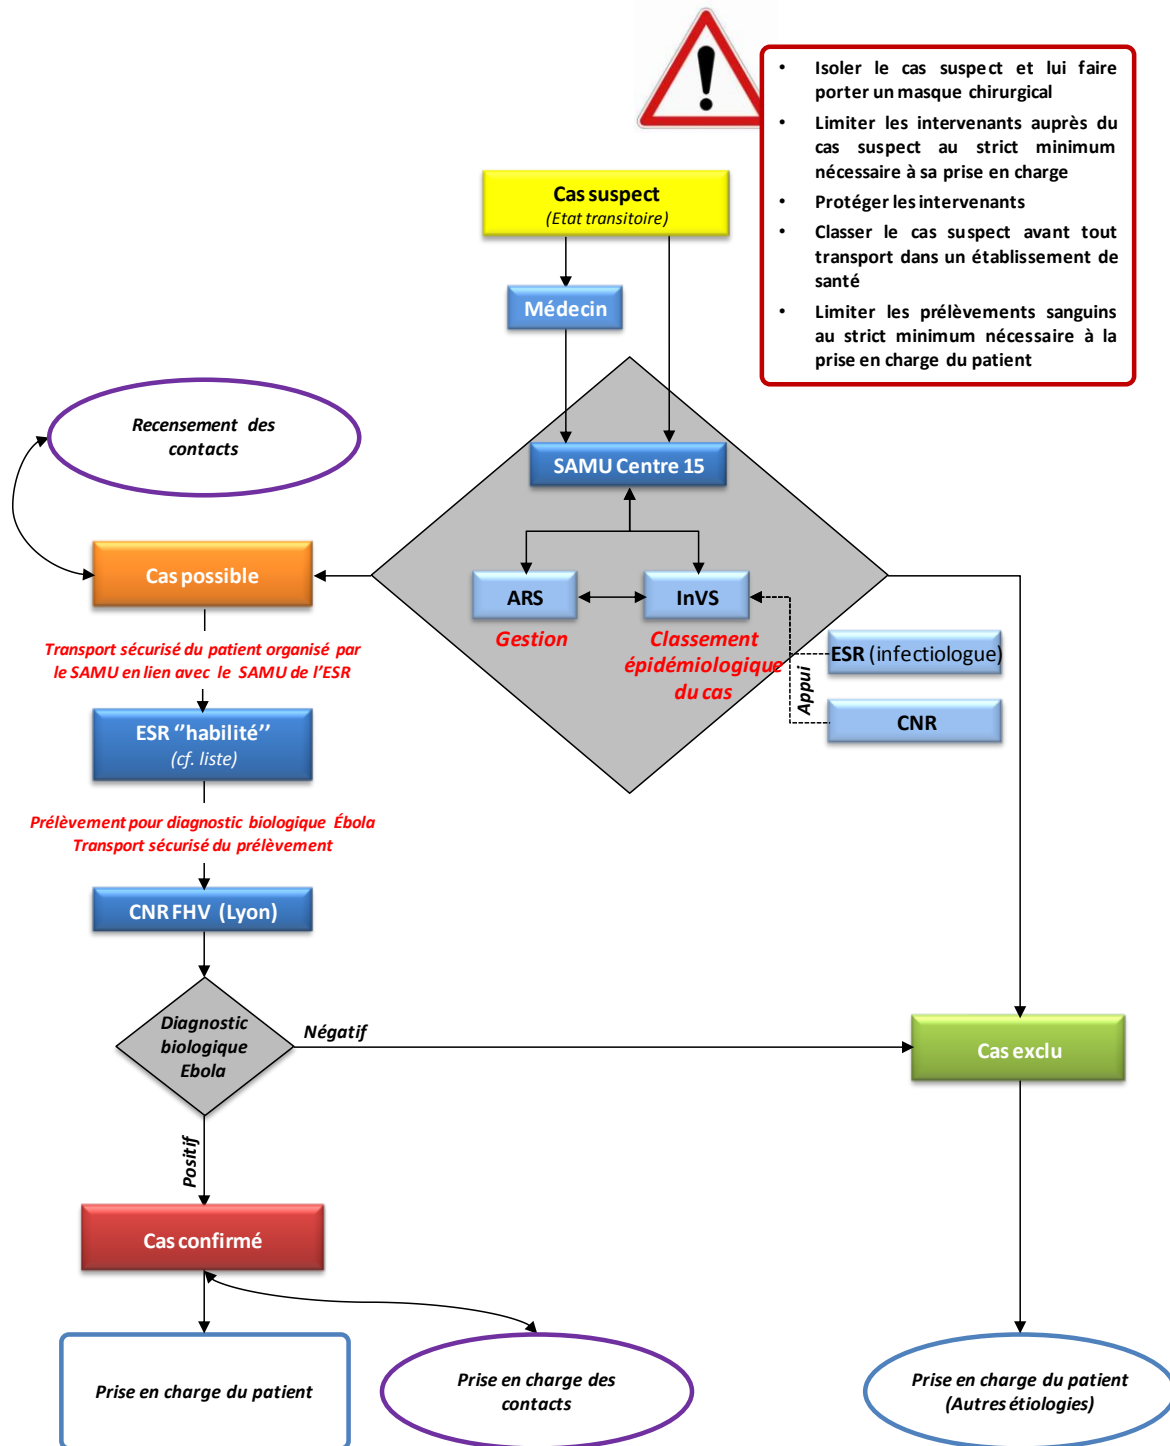 • Isoler le cas suspect et lui faire
porter un masque chirurgical
• Limiter les intervenants auprès du
cas suspect au strict minimum
nécessaire à sa prise en charge
• Protéger les intervenants
• Classer le cas suspect avant tout
transport dans un établissement de
santé
• Limiter les prélèvements sanguins
au strict minimum nécessaire à la
prise en charge du patient
Cas suspect
(Etat transitoire)
Médecin
Recensement des
contacts
SAMU Centre 15
Cas possible
ARS
InVS
Gestion
Classement
épidémiologique
du cas
Appui
ESR (infectiologue)
CNR
Transport sécurisé du patient organisé par
le SAMU en lien avec le SAMU de l’ESR
ESR ‘’habilité’’
(cf. liste)
Prélèvement pour diagnostic biologique Ébola
Transport sécurisé du prélèvement
CNR FHV (Lyon)
Diagnostic
biologique
Ebola
Négatif
Cas exclu
Positif
Cas confirmé
Prise en charge du patient
Prise en charge des
contacts
Prise en charge du patient
(Autres étiologies)